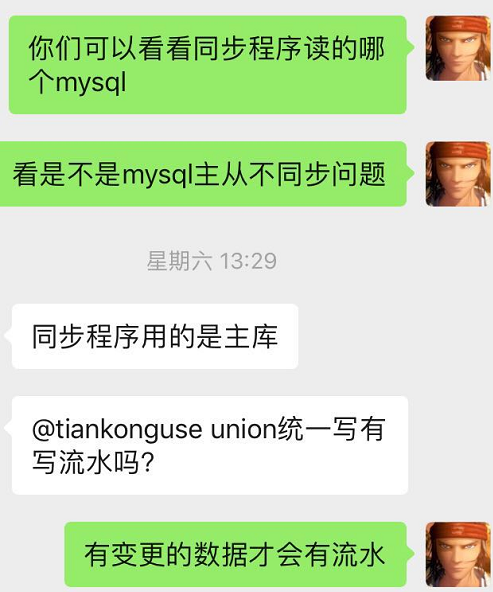 你们可以看看同步程序读的哪
个mysql
看是不是mysql主从不同步问题
星期六 13:29
同步程序用的是主库
@tiankonguse union统一写有
写流水吗?
有变更的数据才会有流水